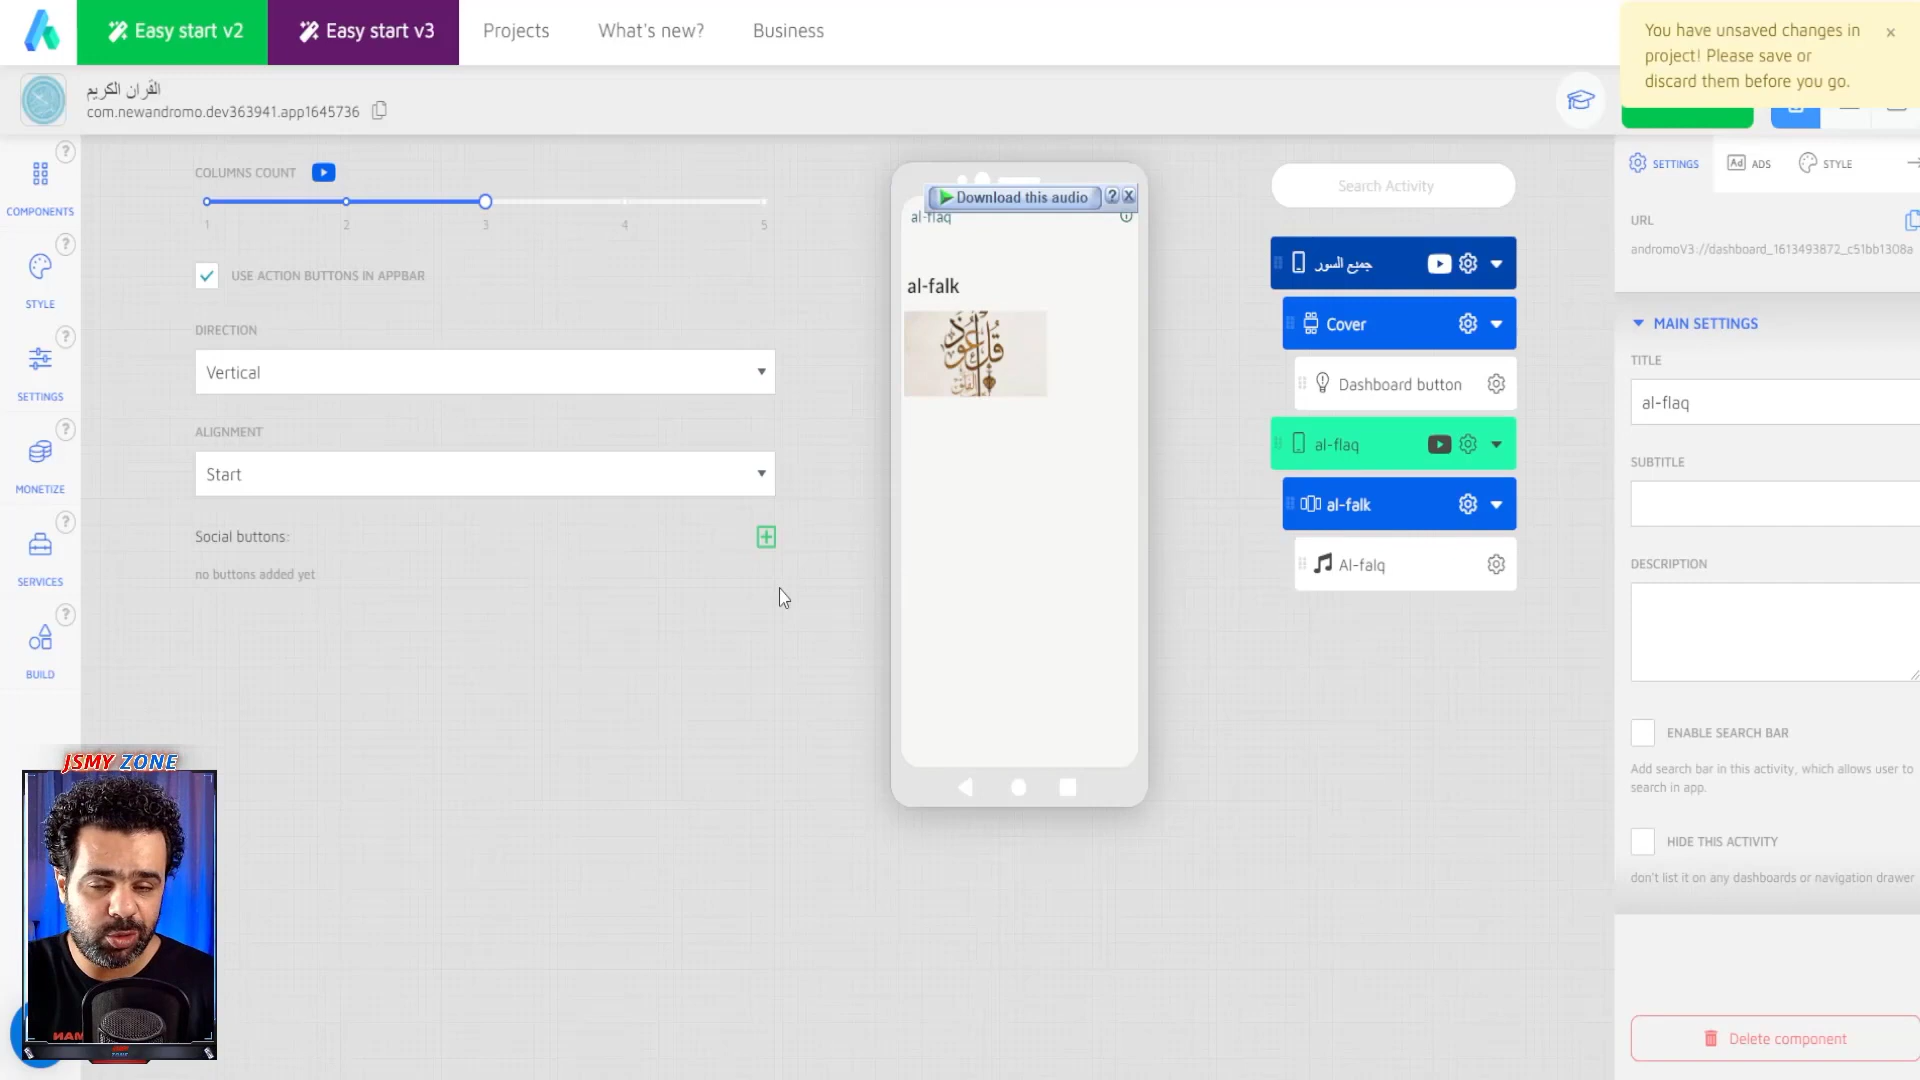 Easy start v2
Easy start v3
Projects
What's new?
Business
You have unsaved changes in
project! Please save or
discard them before you go.
×
القرآن الكريم
com.newandromo.dev363941.app1645736
COMPONENTS
STYLE
SETTINGS
MONETIZE
SERVICES
BUILD
?
?
?
?
?
?
COLUMNS COUNT
1
2
3
4
5
USE ACTION BUTTONS IN APPBAR
DIRECTION
Vertical
ALIGNMENT
Start
Social buttons:
no buttons added yet
Download this audio
? X
al-flaq
al-falk
قل أعوذ
الفلق
Search Activity
جميع السور
Cover
Dashboard button
al-flaq
al-falk
Al-falq
SETTINGS
Ad ADS
STYLE
URL
andromoV3://dashboard_1613493872_c51bb1308a
MAIN SETTINGS
TITLE
al-flaq
SUBTITLE
DESCRIPTION
ENABLE SEARCH BAR
Add search bar in this activity, which allows user to
search in app.
HIDE THIS ACTIVITY
don't list it on any dashboards or navigation drawer
Delete component
JSMY ZONE